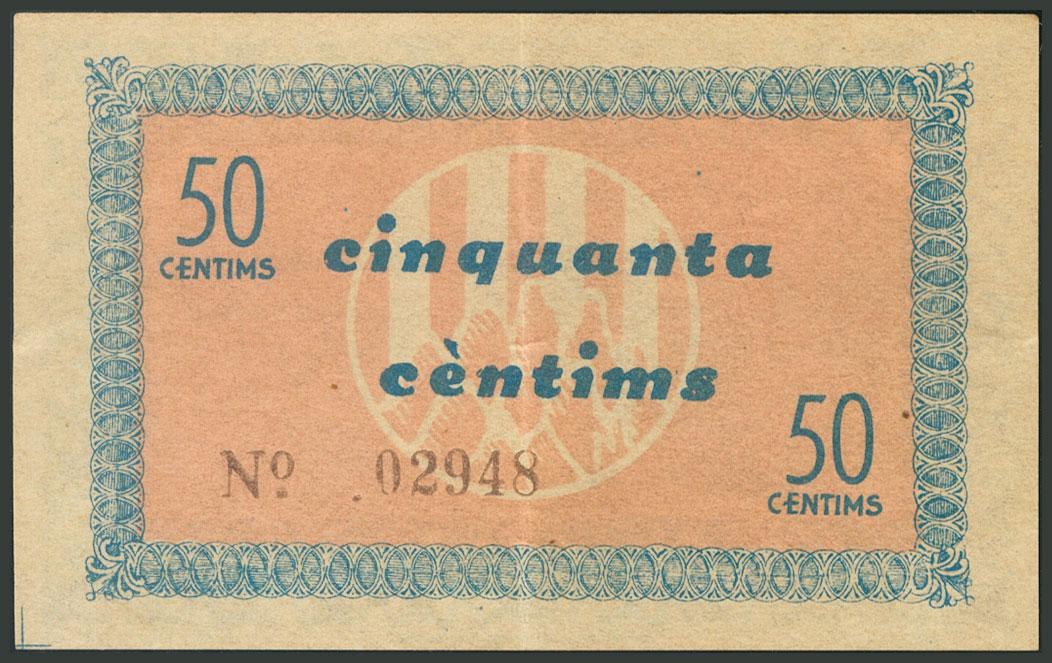 50
CENTIMS
cinquanta
cèntims
Nº 02948
50
CENTIMS